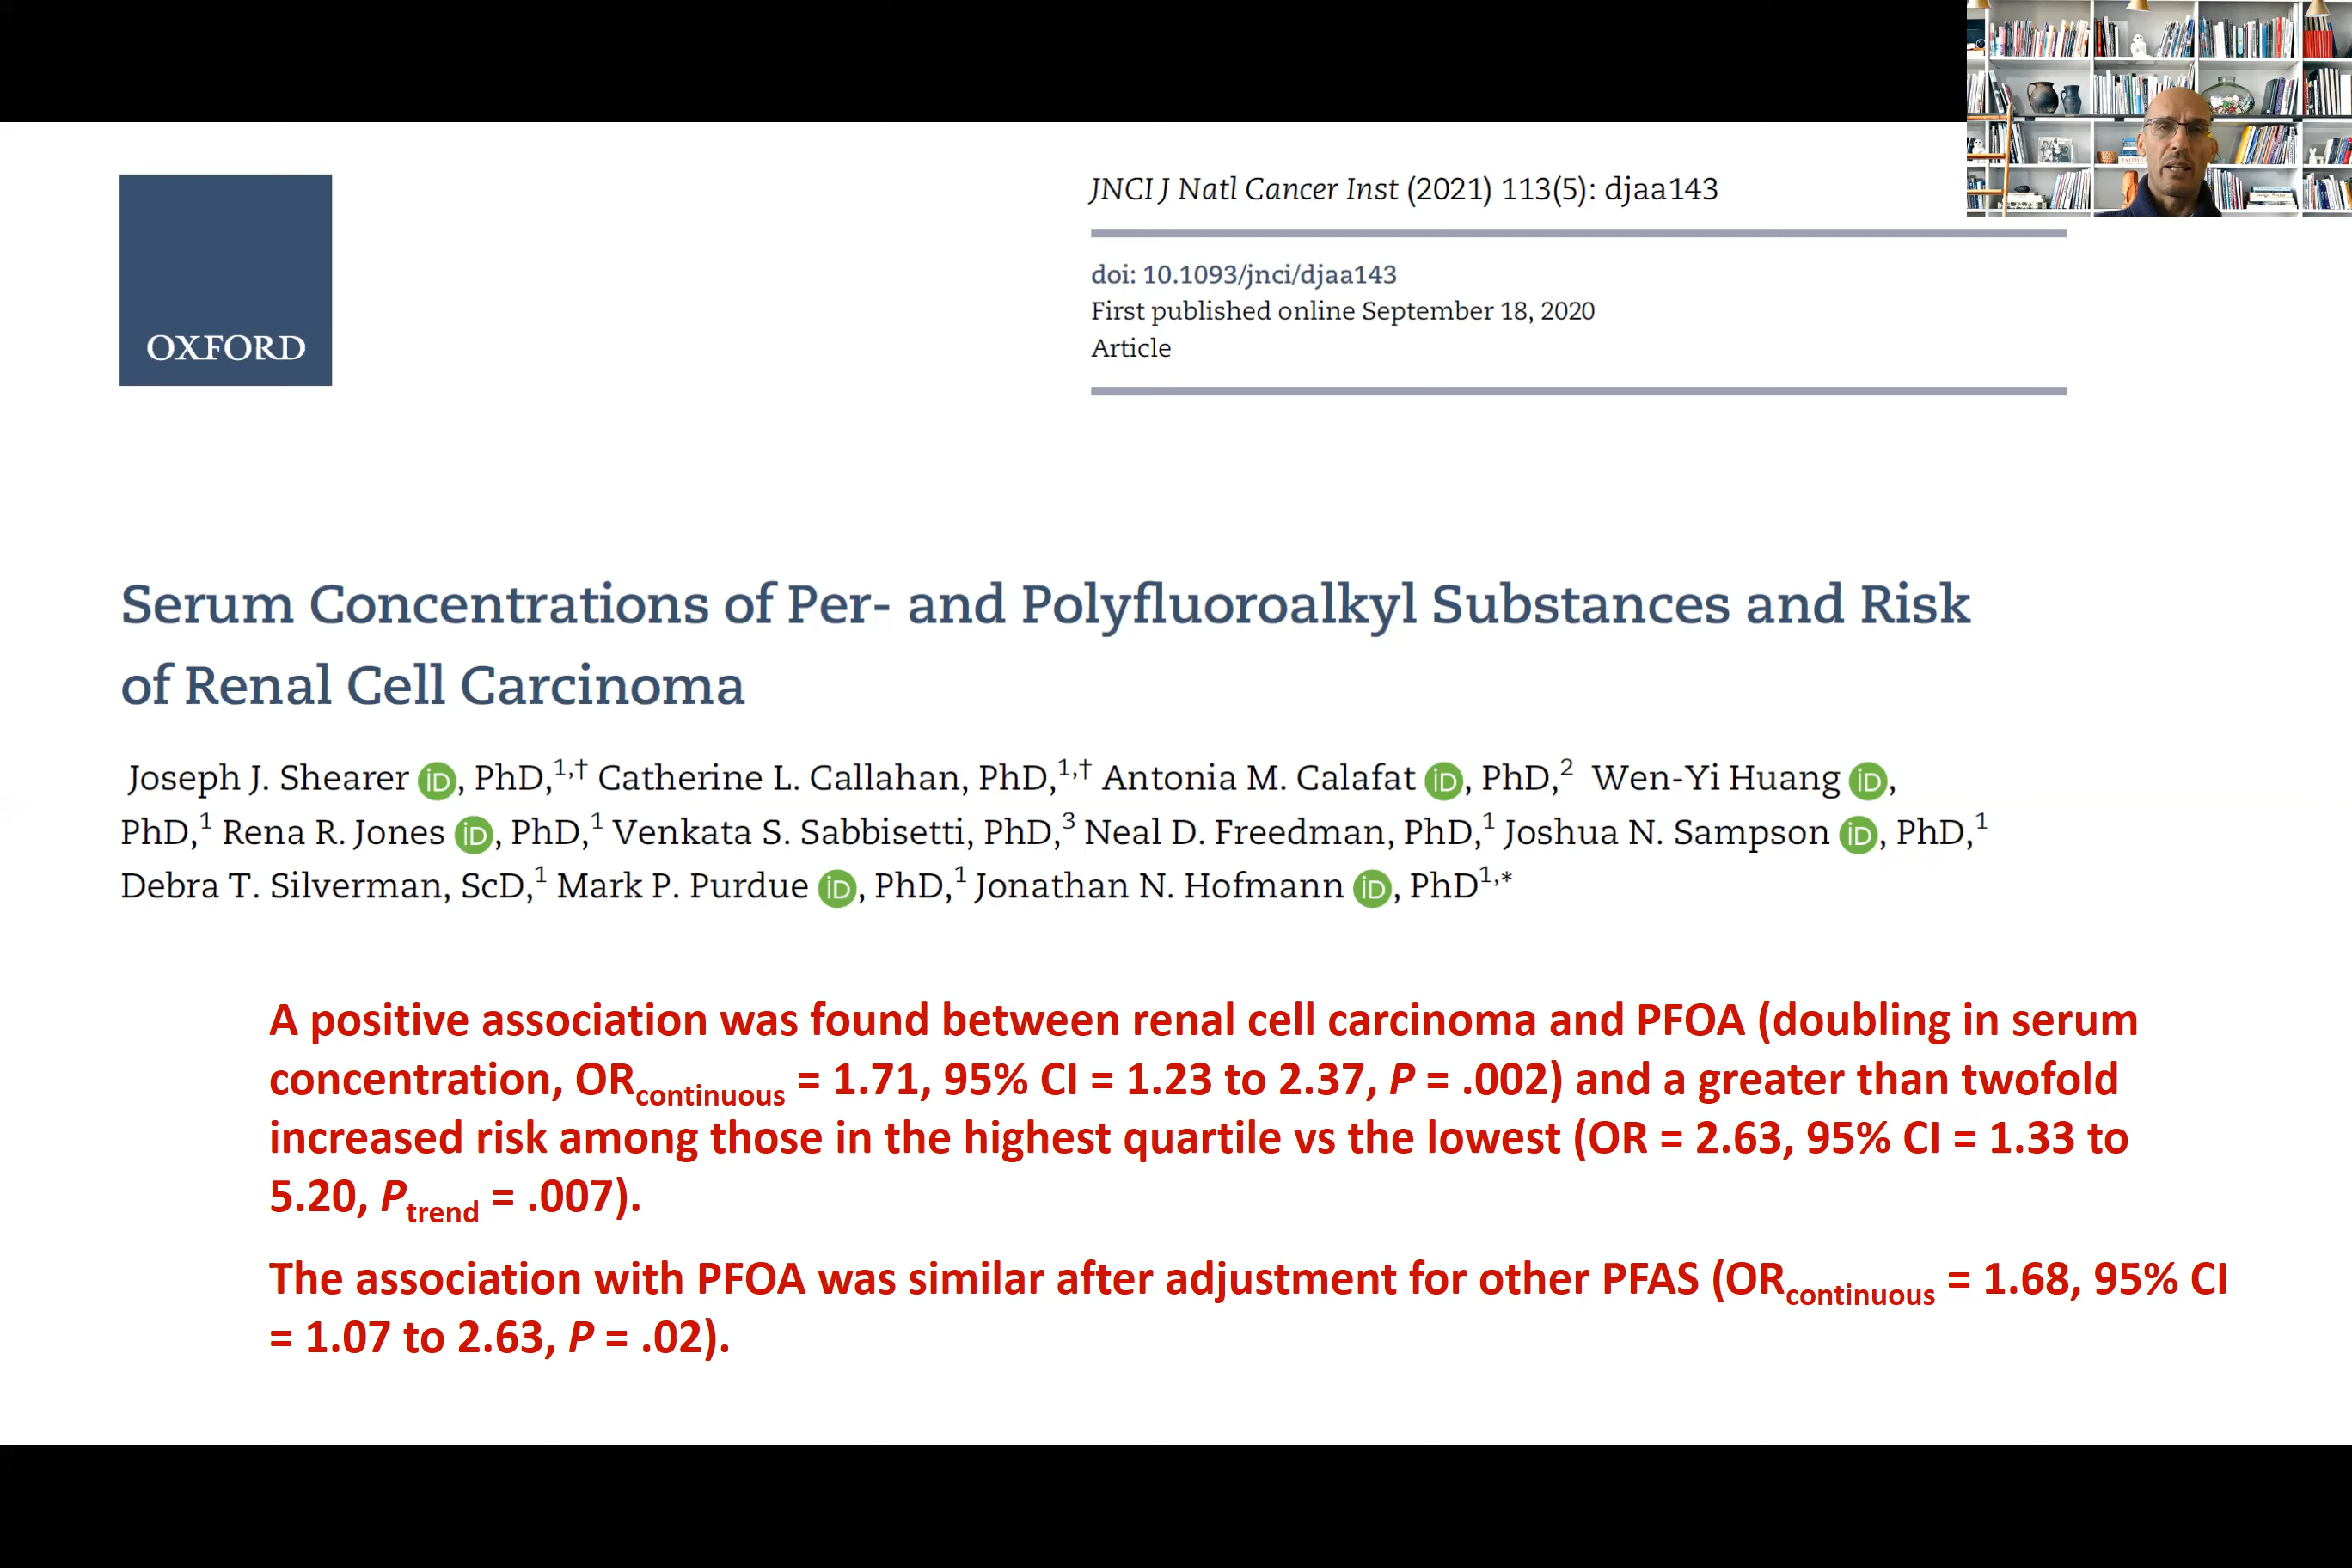 OXFORD
JNCI J Natl Cancer Inst (2021) 113(5): djaa143
doi: 10.1093/jnci/djaa143
First published online September 18, 2020
Article
Serum Concentrations of Per- and Polyfluoroalkyl Substances and Risk
of Renal Cell Carcinoma
Joseph J. Shearer iD, PhD,1,† Catherine L. Callahan, PhD,1,† Antonia M. Calafat iD, PhD,2 Wen-Yi Huang iD,
PhD,1 Rena R. Jones iD, PhD,1 Venkata S. Sabbisetti, PhD,3 Neal D. Freedman, PhD,1 Joshua N. Sampson iD, PhD,1
Debra T. Silverman, ScD,1 Mark P. Purdue iD, PhD,1 Jonathan N. Hofmann iD, PhD1,*
A positive association was found between renal cell carcinoma and PFOA (doubling in serum
concentration, ORcontinuous = 1.71, 95% CI = 1.23 to 2.37, P = .002) and a greater than twofold
increased risk among those in the highest quartile vs the lowest (OR = 2.63, 95% CI = 1.33 to
5.20, Ptrend = .007).
The association with PFOA was similar after adjustment for other PFAS (ORcontinuous = 1.68, 95% CI
= 1.07 to 2.63, P = .02).